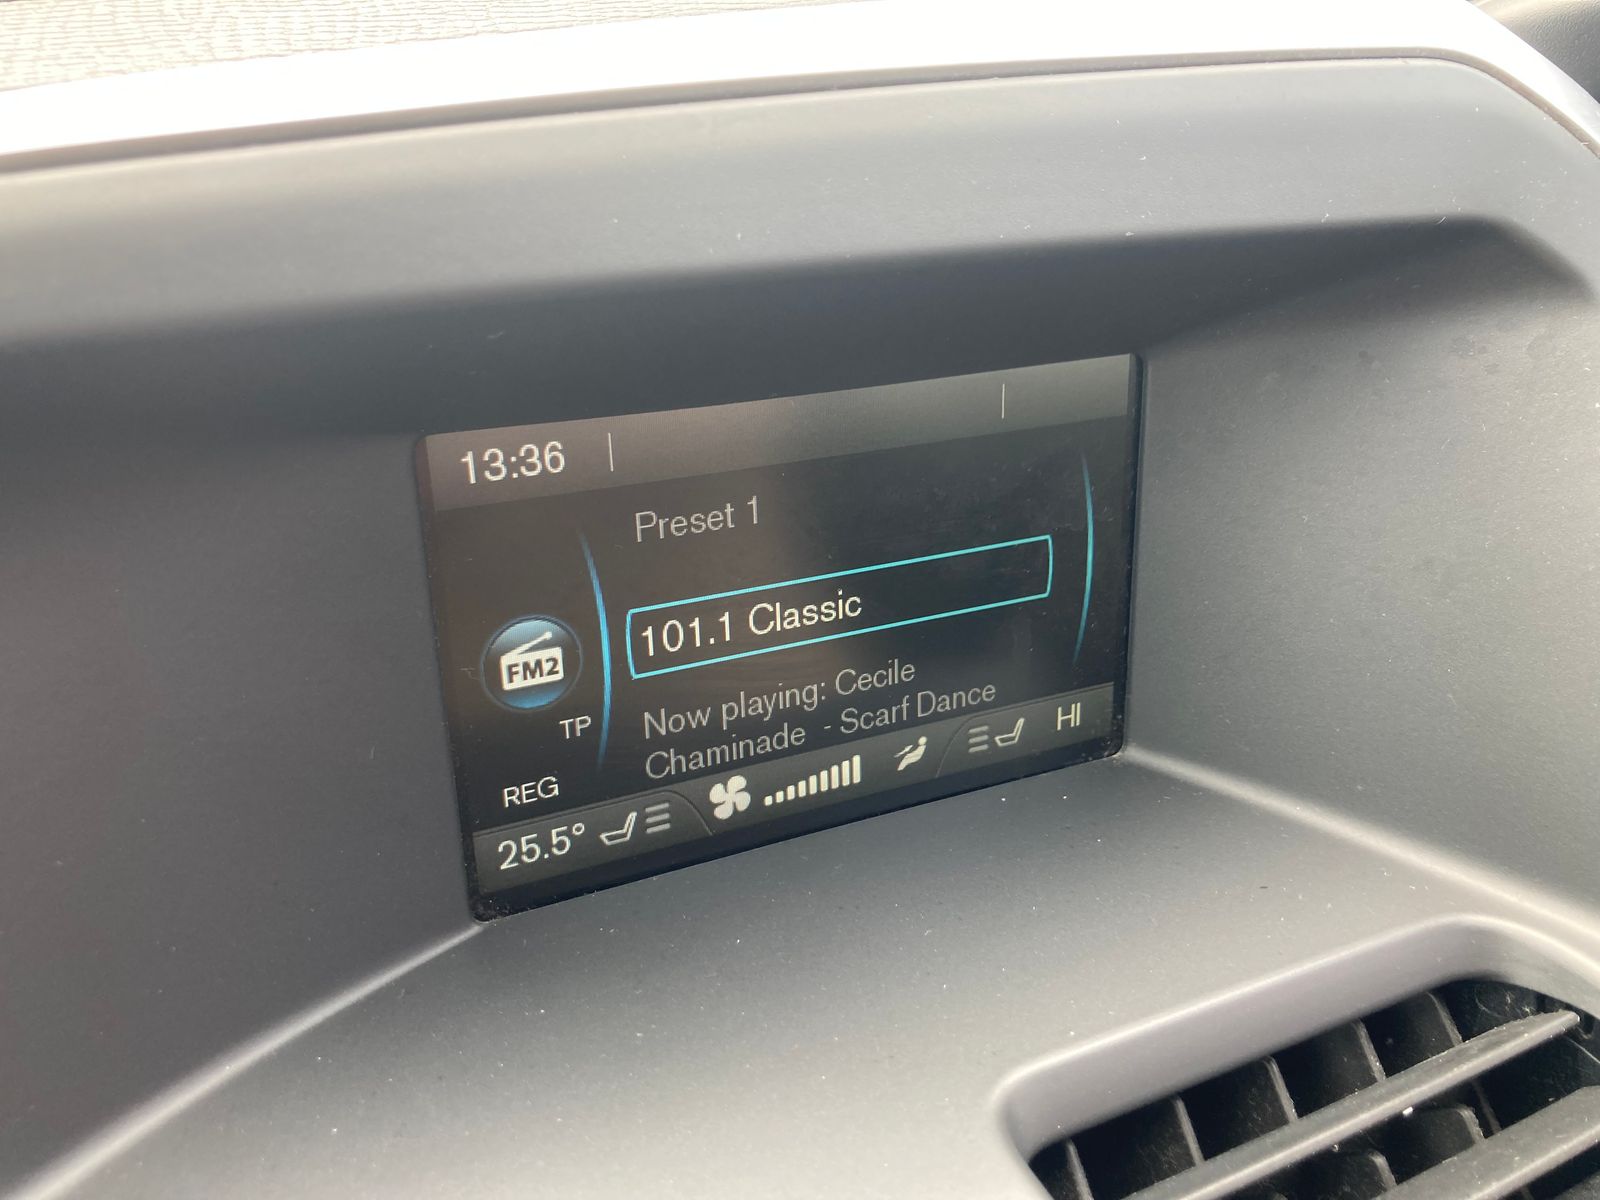 13:36
Preset 1
101.1 Classic
FM2
TP
Now playing: Cecile
Chaminade - Scarf Dance
REG
HI
25.5°